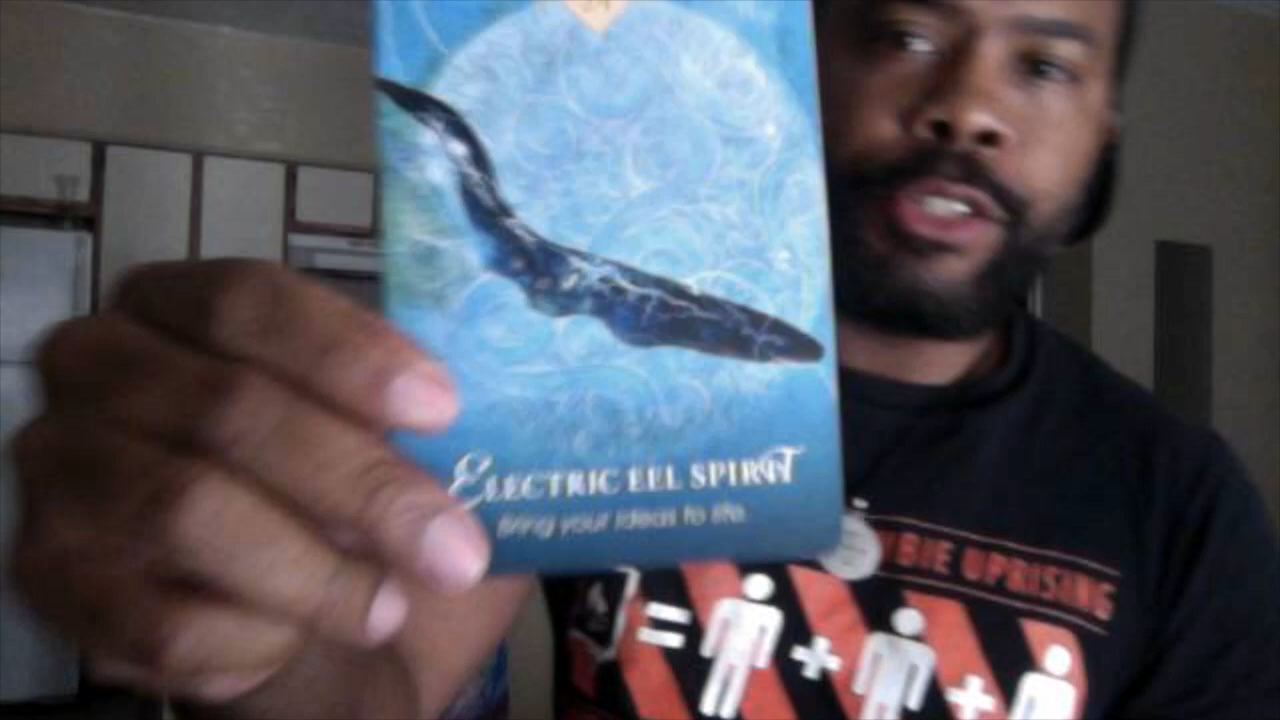 ELECTRIC EEL SPIRIT
Bring your ideas to life.
BIE UPRISING
= + +